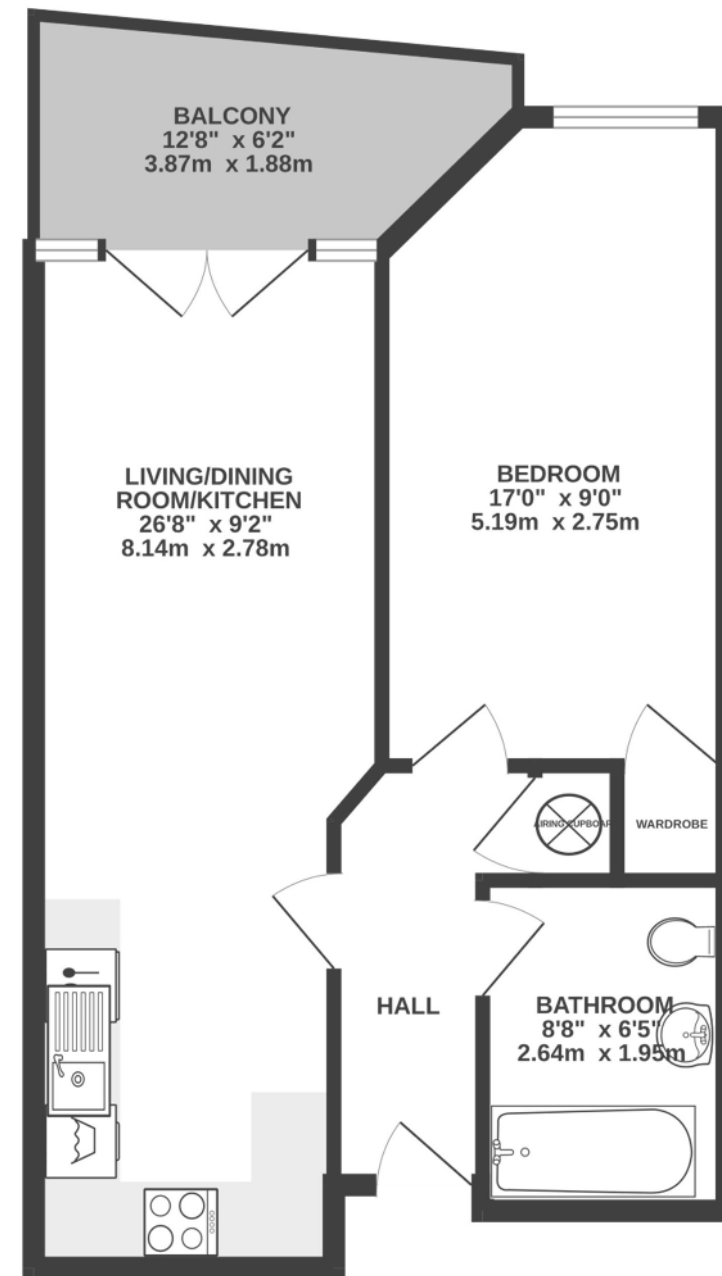 BALCONY
12'8" x 6'2"
3.87m x 1.88m
LIVING/DINING
ROOM/KITCHEN
26'8" x 9'2"
8.14m x 2.78m
BEDROOM
17'0" x 9'0"
5.19m x 2.75m
AIRING CUPBOARD
WARDROBE
HALL
BATHROOM
8'8" x 6'5"
2.64m x 1.95m